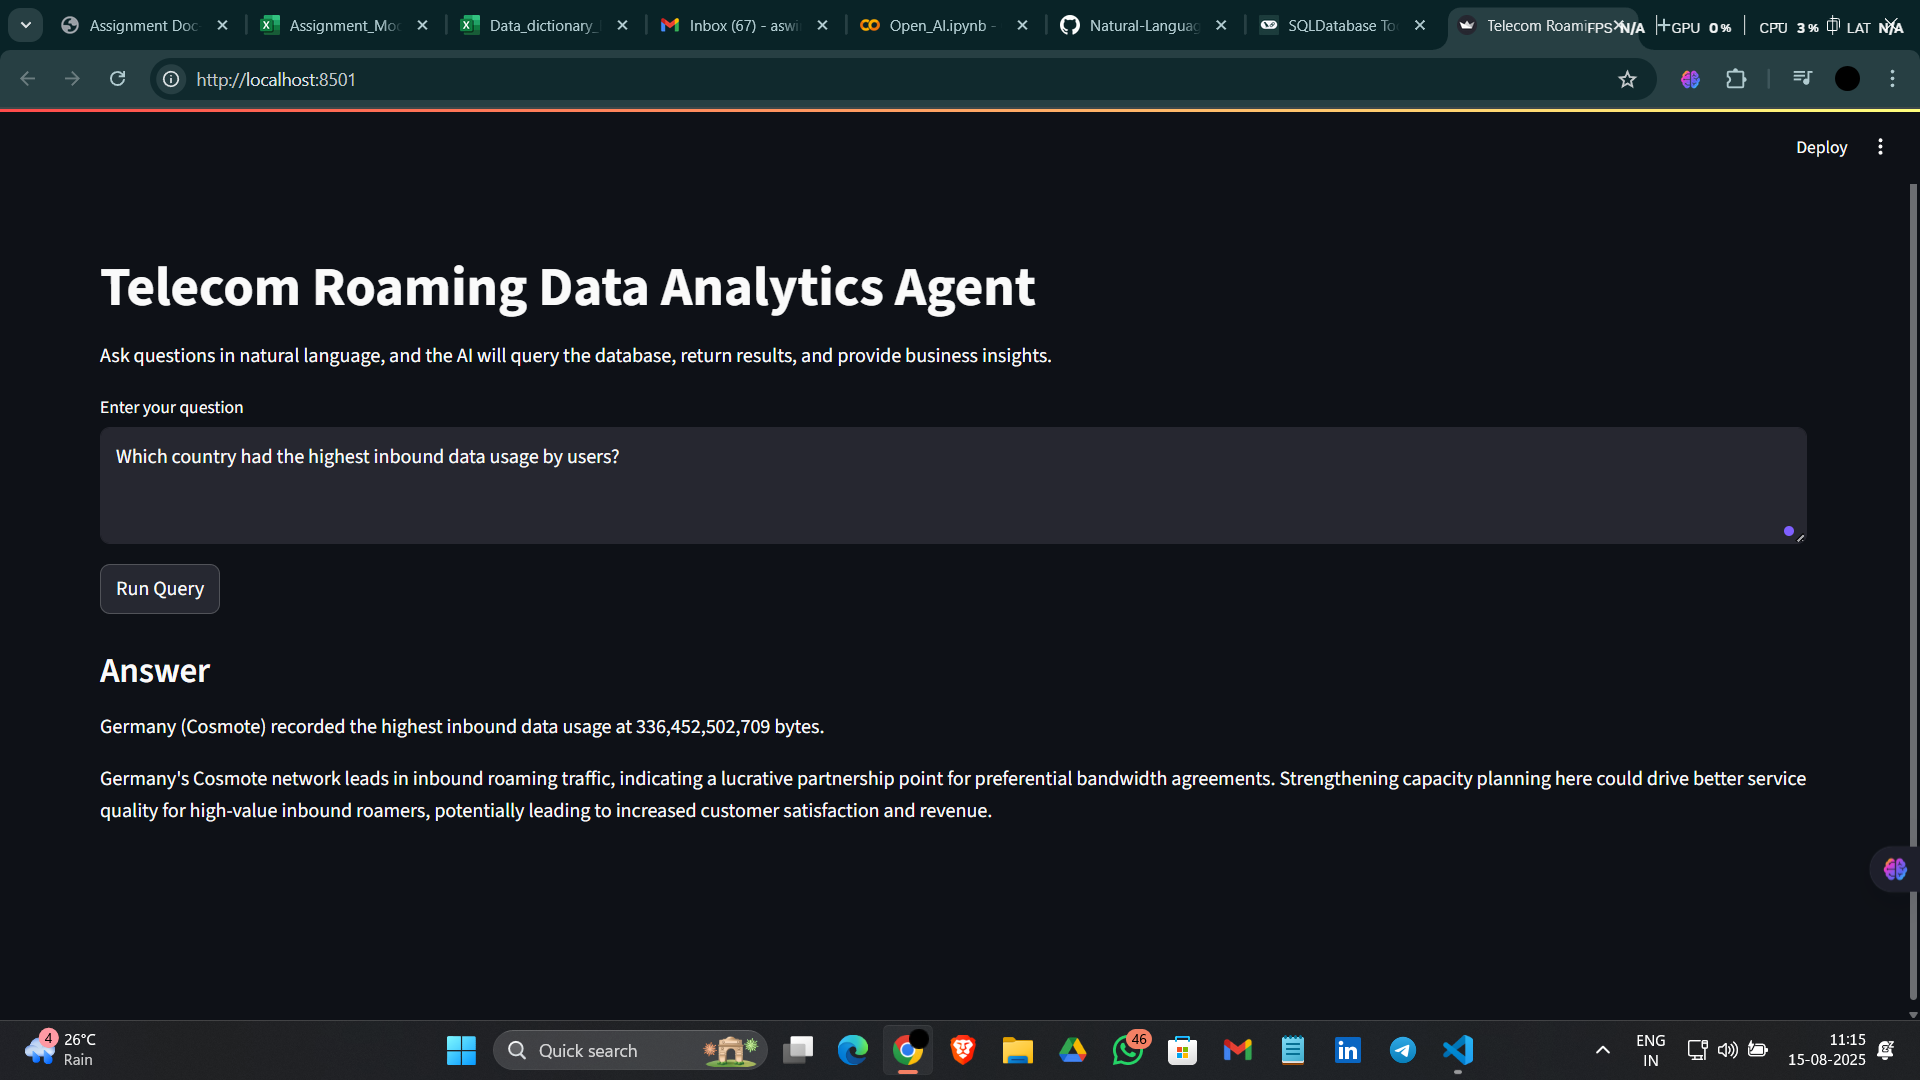 Assignment Doc
Assignment_Moc
Data_dictionary_
Inbox (67) - aswi
Open_AI.ipynb -
Natural-Languag
SQLDatabase Too
Telecom Roami
FPS N/A
GPU 0%
CPU 3%
LAT N/A
http://localhost:8501
Deploy
Telecom Roaming Data Analytics Agent
Ask questions in natural language, and the AI will query the database, return results, and provide business insights.
Enter your question
Which country had the highest inbound data usage by users?
Run Query
Answer
Germany (Cosmote) recorded the highest inbound data usage at 336,452,502,709 bytes.
Germany's Cosmote network leads in inbound roaming traffic, indicating a lucrative partnership point for preferential bandwidth agreements. Strengthening capacity planning here could drive better service
quality for high-value inbound roamers, potentially leading to increased customer satisfaction and revenue.
4
26°C
Rain
Quick search
46
ENG
IN
11:15
15-08-2025